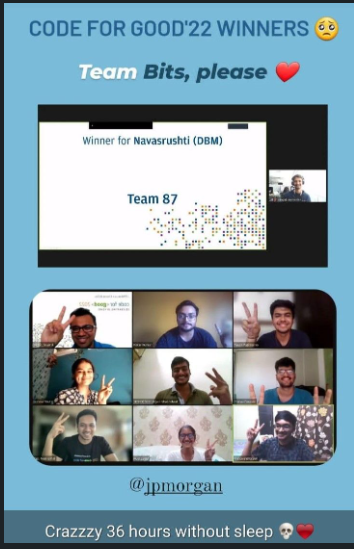 CODE FOR GOOD'22 WINNERS 🥺
Team Bits, please ❤️
Winner for Navasrushti (DBM)
Team 87
@jpmorgan
Crazzzy 36 hours without sleep 💀❤️